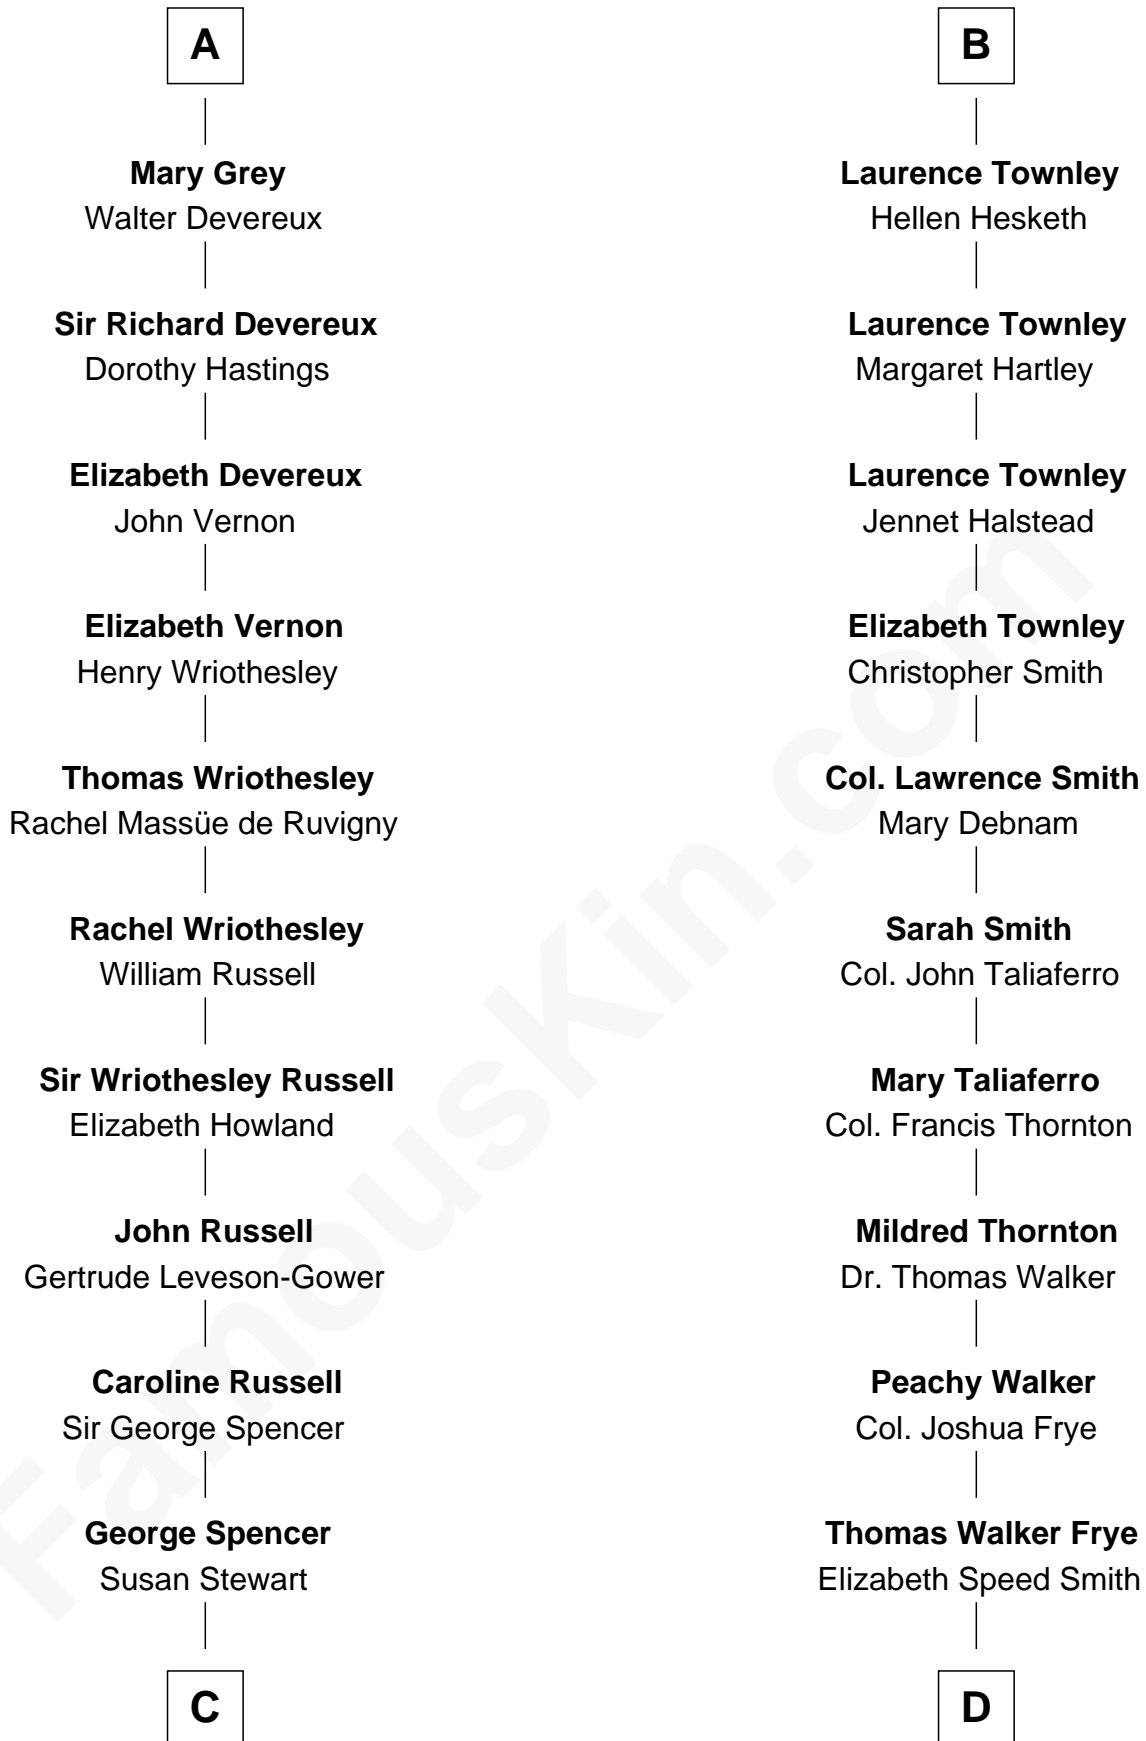 A
Mary Grey
Walter Devereux
Sir Richard Devereux
Dorothy Hastings
Elizabeth Devereux
John Vernon
Elizabeth Vernon
Henry Wriothesley
Thomas Wriothesley
Rachel Massüe de Ruvigny
Rachel Wriothesley
William Russell
Sir Wriothesley Russell
Elizabeth Howland
John Russell
Gertrude Leveson-Gower
Caroline Russell
Sir George Spencer
George Spencer
Susan Stewart
C
B
Laurence Townley
Hellen Hesketh
Laurence Townley
Margaret Hartley
Laurence Townley
Jennet Halstead
Elizabeth Townley
Christopher Smith
Col. Lawrence Smith
Mary Debnam
Sarah Smith
Col. John Taliaferro
Mary Taliaferro
Col. Francis Thornton
Mildred Thornton
Dr. Thomas Walker
Peachy Walker
Col. Joshua Frye
Thomas Walker Frye
Elizabeth Speed Smith
D
FamousKin.com